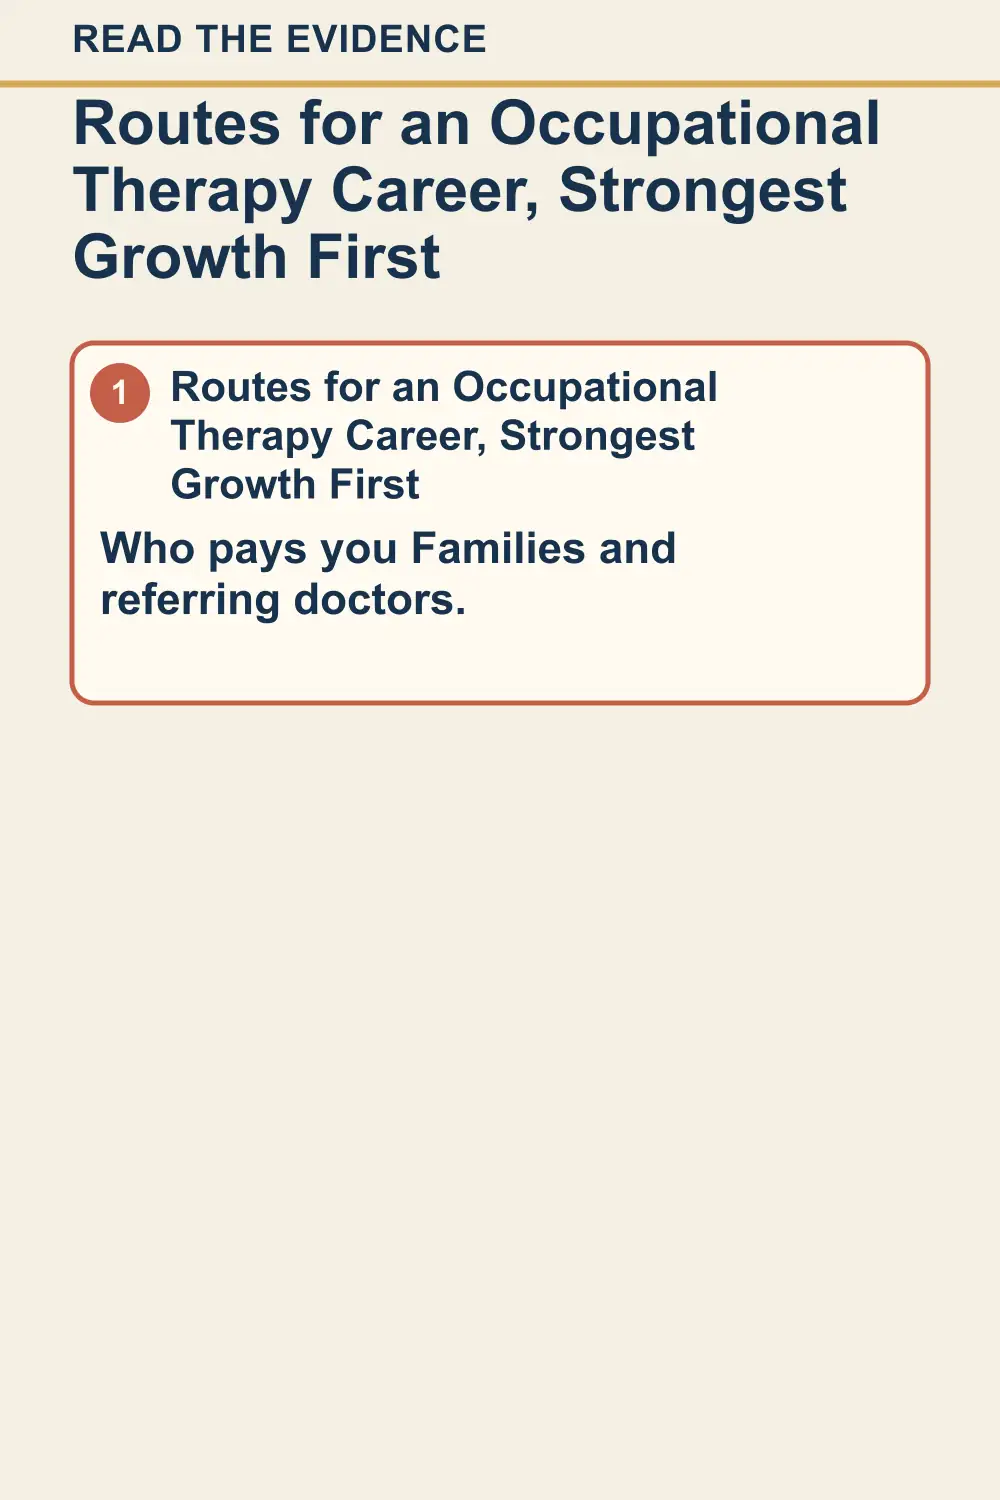 READ THE EVIDENCE
Routes for an Occupational
Therapy Career, Strongest
Growth First
1
Routes for an Occupational
Therapy Career, Strongest
Growth First
Who pays you Families and
referring doctors.